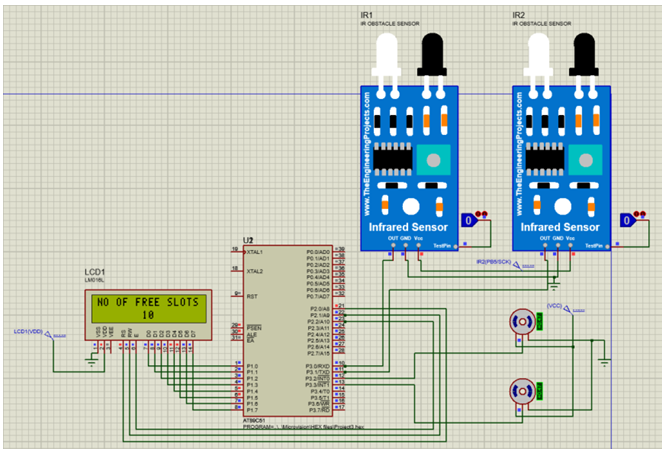 IR1
IR OBSTACLE SENSOR
IR2
IR OBSTACLE SENSOR
www.TheEngineeringProjects.com
www.TheEngineeringProjects.com
Infrared Sensor
OUT GND Vcc
TestPin
0
Infrared Sensor
OUT GND Vcc
TestPin
0
IR2(PB5/SCK)
(VCC)
U2
XTAL1
XTAL2
RST
PSEN
ALE
EA
P1.0
P1.1
P1.2
P1.3
P1.4
P1.5
P1.6
P1.7
P0.0/AD0
P0.1/AD1
P0.2/AD2
P0.3/AD3
P0.4/AD4
P0.5/AD5
P0.6/AD6
P0.7/AD7
P2.0/A8
P2.1/A9
P2.2/A10
P2.3/A11
P2.4/A12
P2.5/A13
P2.6/A14
P2.7/A15
P3.0/RXD
P3.1/TXD
P3.2/INT0
P3.3/INT1
P3.4/T0
P3.5/T1
P3.6/WR
P3.7/RD
AT89C51
LCD1
LM016L
NO OF FREE SLOTS
10
LCD1(VDD)
VSS
VDD
VEE
RS
RW
E
D0
D1
D2
D3
D4
D5
D6
D7